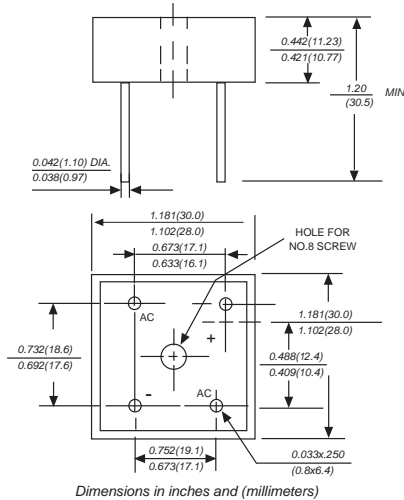 0.442(11.23)
0.421(10.77)
1.20 MIN
(30.5)
0.042(1.10) DIA.
0.038(0.97)
1.181(30.0)
1.102(28.0)
0.673(17.1)
0.633(16.1)
HOLE FOR
NO.8 SCREW
AC
+
1.181(30.0)
1.102(28.0)
0.732(18.6)
0.692(17.6)
0.488(12.4)
0.409(10.4)
-
AC
0.752(19.1)
0.673(17.1)
0.033x.250
(0.8x6.4)
Dimensions in inches and (millimeters)